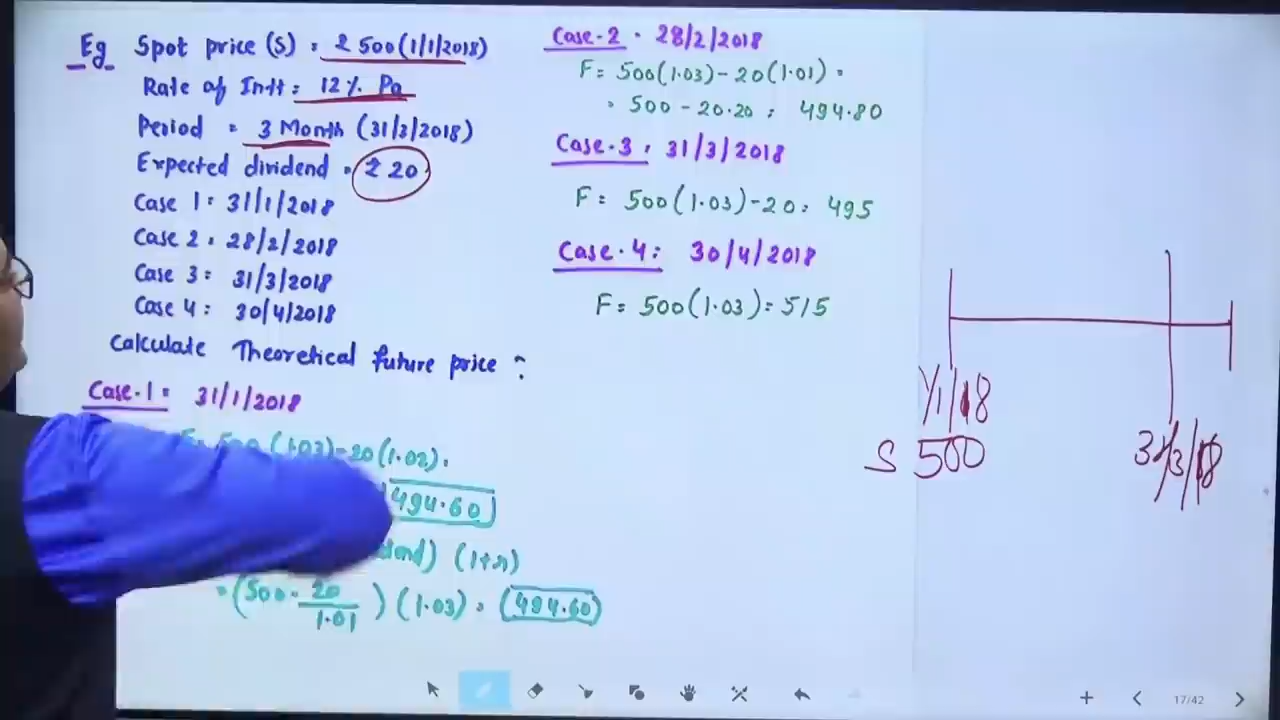 Eg Spot price (S) = ₹ 500 (1/1/2018)
Rate of Intt = 12% Pa
Period = 3 Month (31/3/2018)
Expected dividend = ₹ 20
Case 1 = 31/1/2018
Case 2 = 28/2/2018
Case 3 = 31/3/2018
Case 4 = 30/4/2018
Calculate Theoretical future price :
Case-1 = 31/1/2018
(1.03) - 20 (1.02) =
494.60
(1+r)
= (500 - 20/1.01) (1.03) = (494.60)
Case-2 = 28/2/2018
F = 500(1.03) - 20(1.01) =
= 500 - 20.20 = 494.80
Case-3 = 31/3/2018
F = 500(1.03) - 20 = 495
Case-4 = 30/4/2018
F = 500(1.03) = 515
1/1/18
S 500
17/42